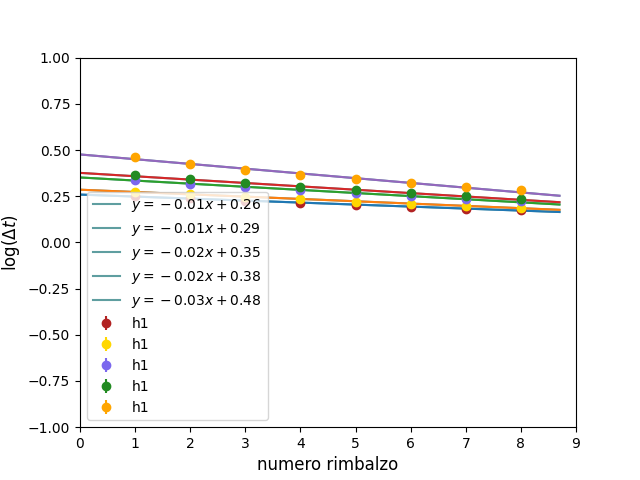 1.00
0.75
0.50
0.25
0.00
−0.25
−0.50
−0.75
−1.00
log(Δt)
y = −0.01x + 0.26
y = −0.01x + 0.29
y = −0.02x + 0.35
y = −0.02x + 0.38
y = −0.03x + 0.48
h1
h1
h1
h1
h1
0 1 2 3 4 5 6 7 8 9
numero rimbalzo